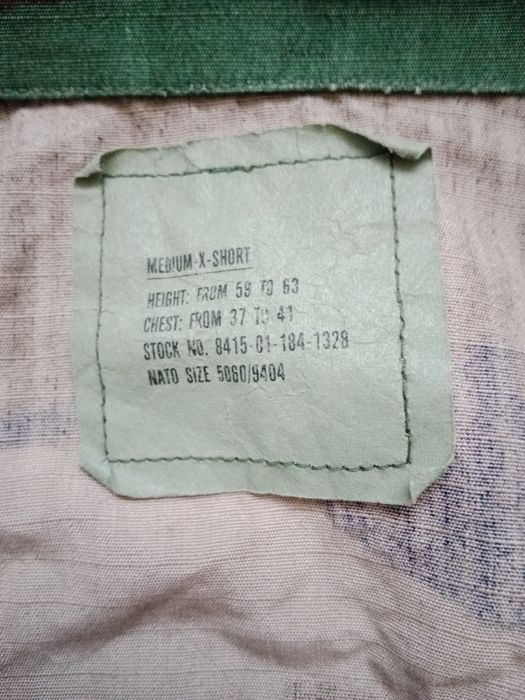 MEDIUM-X-SHORT
HEIGHT: FROM 59 TO 63
CHEST: FROM 37 TO 41
STOCK NO. 8415-01-184-1328
NATO SIZE 5060/9404